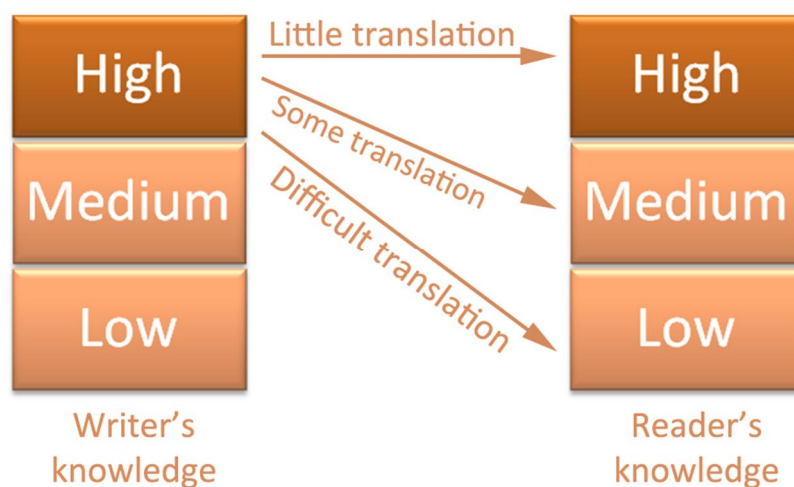 Little translation
High
High
Some translation
Difficult translation
Medium
Medium
Low
Low
Writer’s
knowledge
Reader’s
knowledge